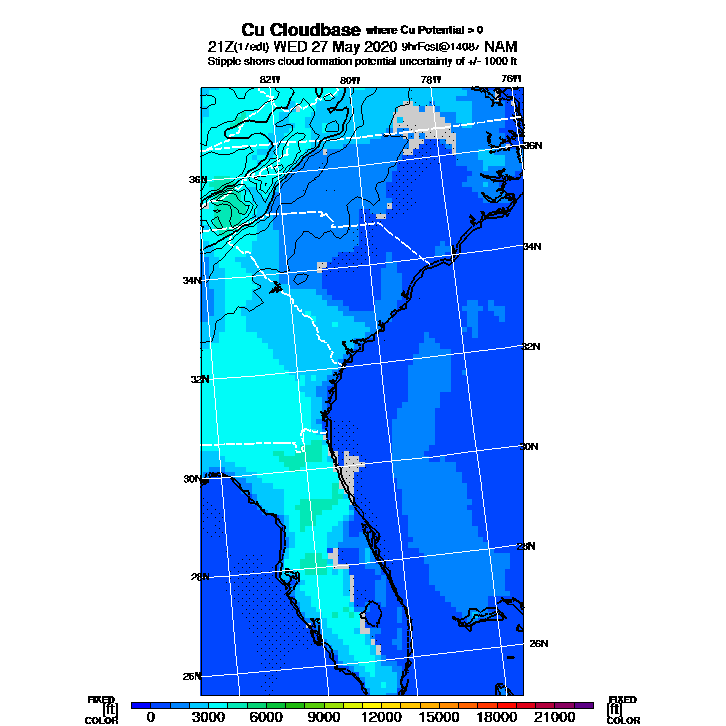 Cu Cloudbase where Cu Potential > 0
21Z(17edt) WED 27 May 2020 9hrFcst@1408z NAM
Stipple shows cloud formation potential uncertainty of +/- 1000 ft
82W 80W 78W 76W
36N
36N
34N
34N
32N
32N
30N
30N
28N
28N
26N
26N
FIXED [ft] COLOR
0 3000 6000 9000 12000 15000 18000 21000
FIXED [ft] COLOR